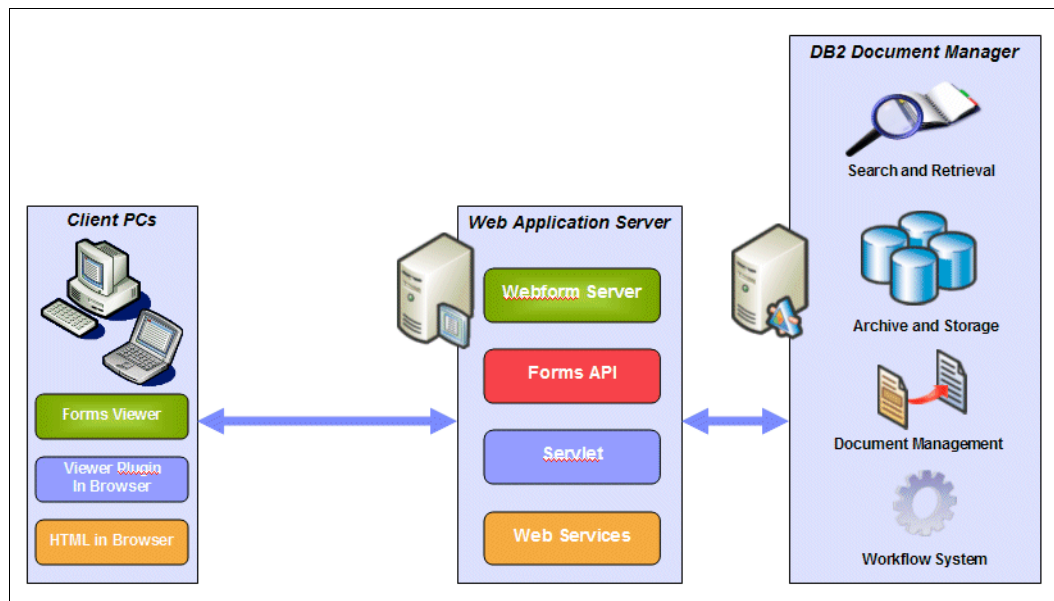 Client PCs
Forms Viewer
Viewer Plugin
In Browser
HTML in Browser
Web Application Server
Webform Server
Forms API
Servlet
Web Services
DB2 Document Manager
Search and Retrieval
Archive and Storage
Document Management
Workflow System